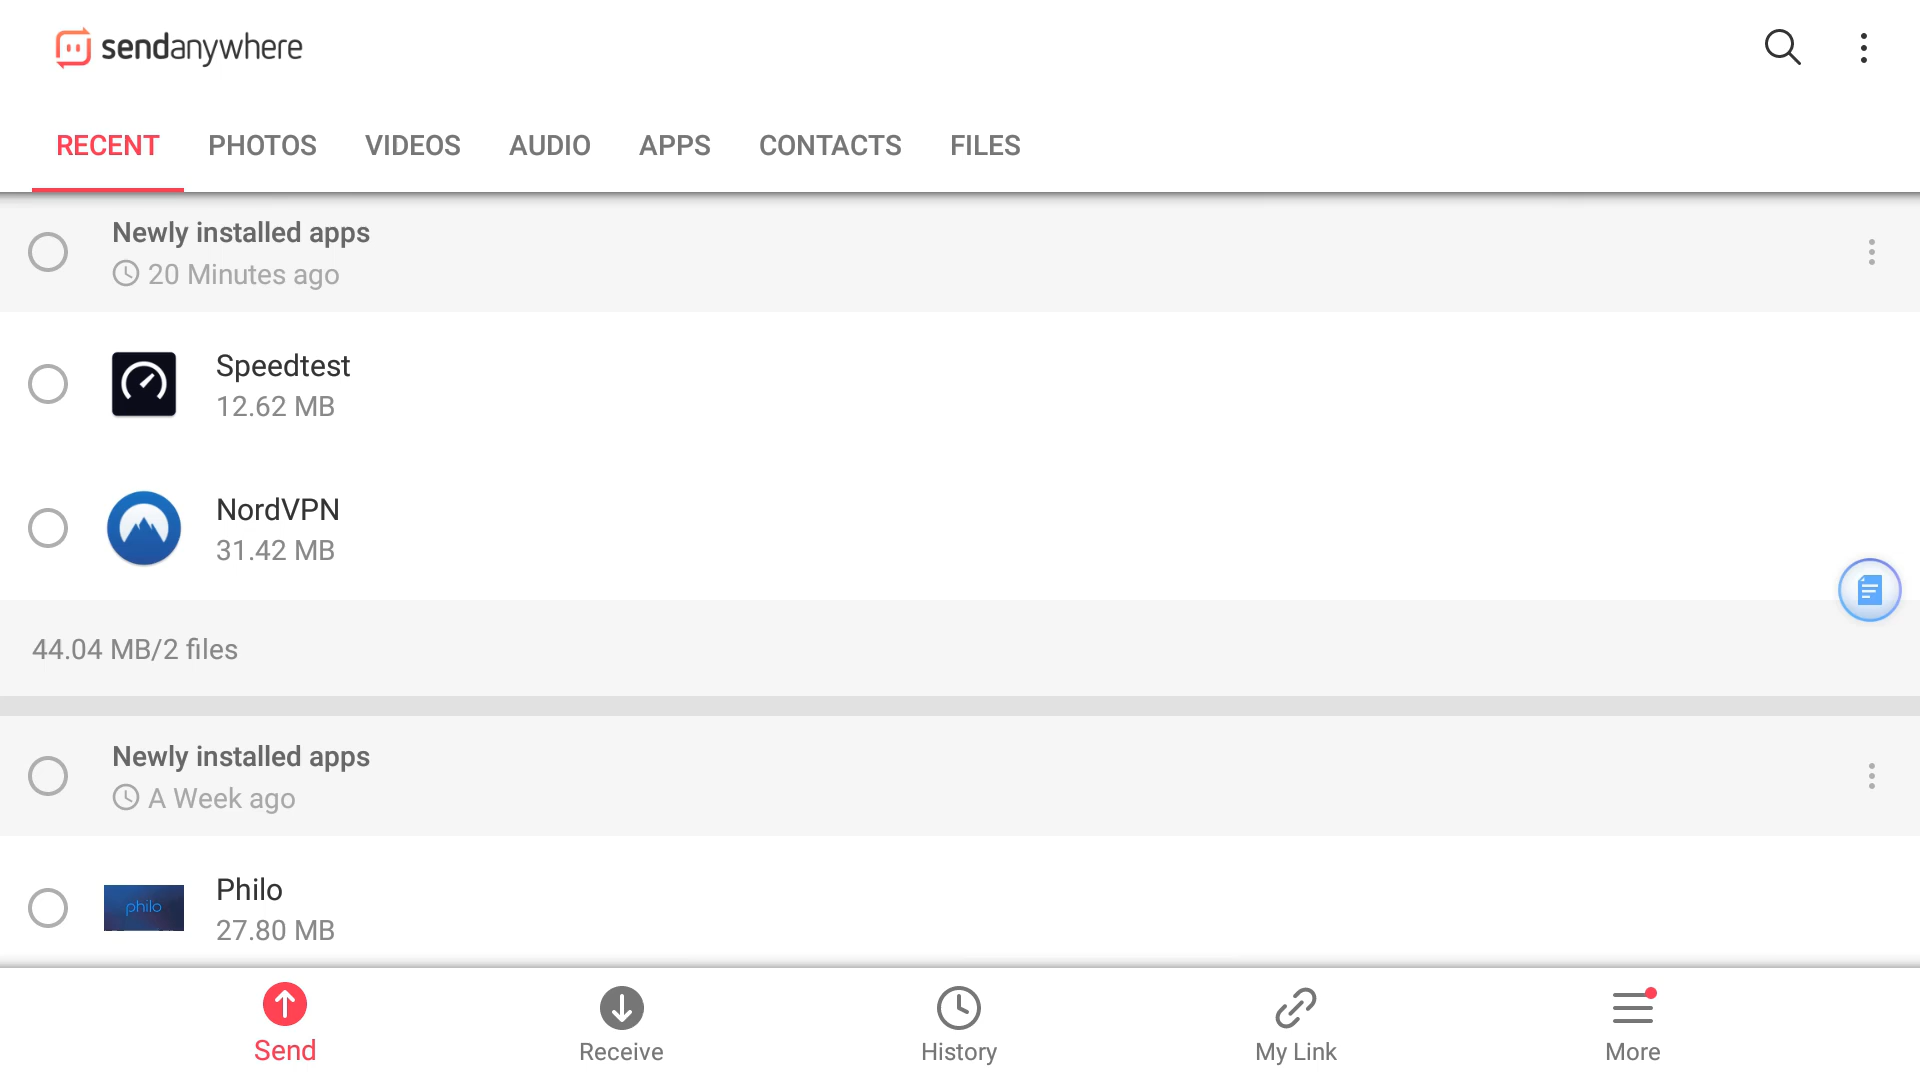 sendanywhere
RECENT PHOTOS VIDEOS AUDIO APPS CONTACTS FILES
Newly installed apps
20 Minutes ago
Speedtest
12.62 MB
NordVPN
31.42 MB
44.04 MB/2 files
Newly installed apps
A Week ago
philo
Philo
27.80 MB
Send Receive History My Link More